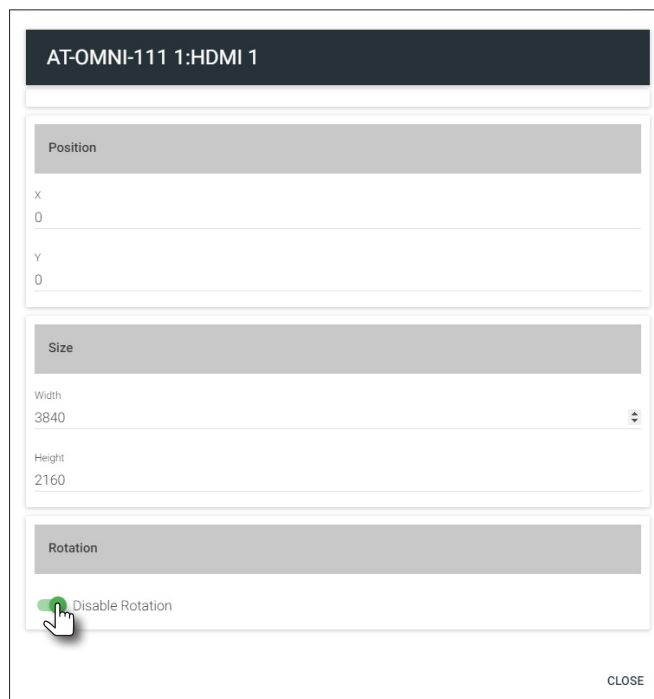 AT-OMNI-111 1:HDMI 1
Position
X
0
Y
0
Size
Width
3840
Height
2160
Rotation
Disable Rotation
CLOSE